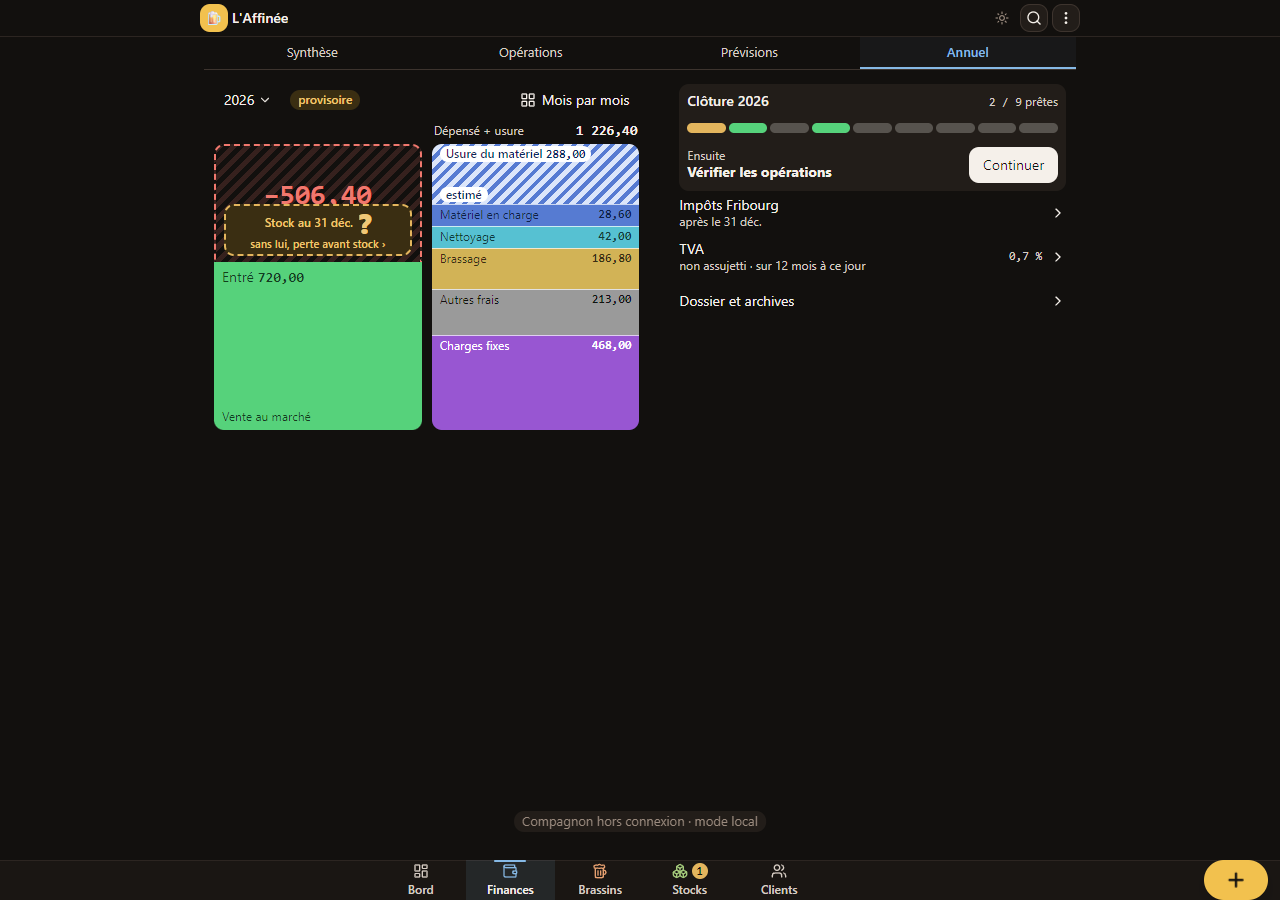 L'Affinée
Synthèse
Opérations
Prévisions
Annuel
2026
provisoire
Mois par mois
Dépensé + usure 1 226,40
−506,40
Stock au 31 déc. ?
sans lui, perte avant stock ›
Entré 720,00
Vente au marché
Usure du matériel 288,00
estimé
Matériel en charge 28,60
Nettoyage 42,00
Brassage 186,80
Autres frais 213,00
Charges fixes 468,00
Clôture 2026
2 / 9 prêtes
Ensuite
Vérifier les opérations
Continuer
Impôts Fribourg
après le 31 déc.
TVA
non assujetti · sur 12 mois à ce jour
0,7 %
Dossier et archives
Compagnon hors connexion · mode local
Bord
Finances
Brassins
1
Stocks
Clients
+